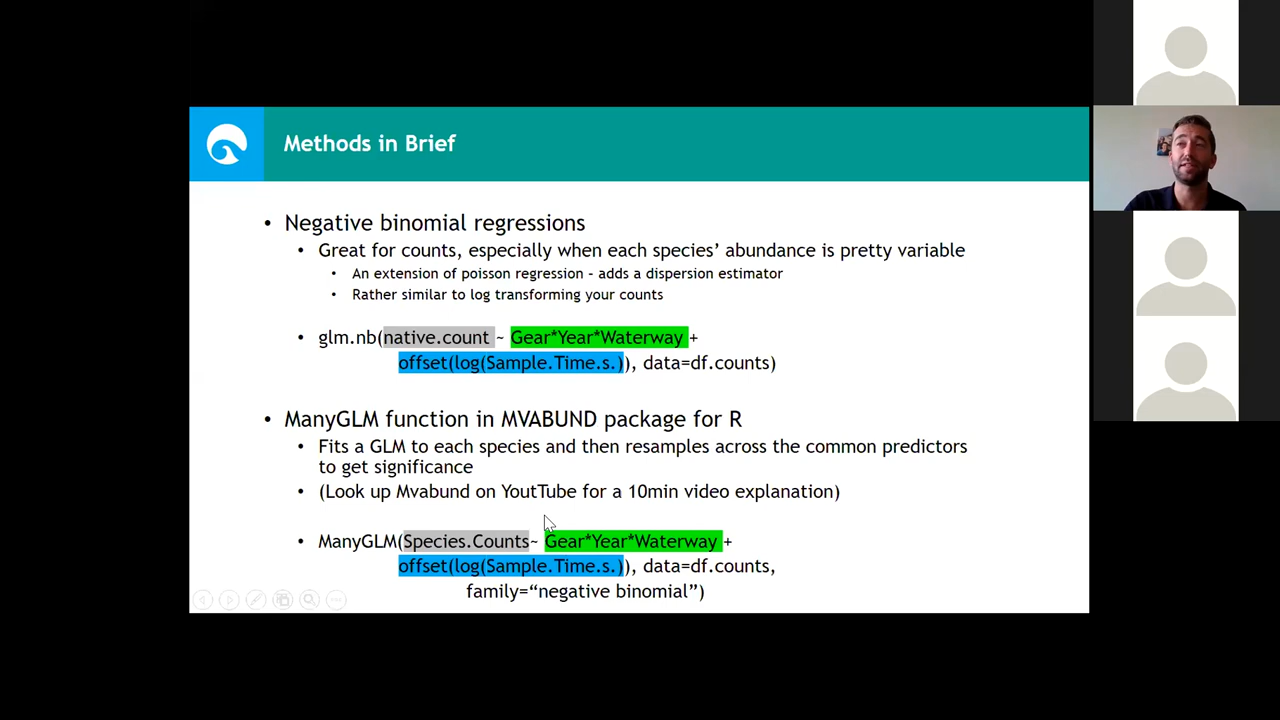 Methods in Brief
• Negative binomial regressions
• Great for counts, especially when each species’ abundance is pretty variable
• An extension of poisson regression – adds a dispersion estimator
• Rather similar to log transforming your counts
• glm.nb(native.count ~ Gear*Year*Waterway +
offset(log(Sample.Time.s.)), data=df.counts)
• ManyGLM function in MVABUND package for R
• Fits a GLM to each species and then resamples across the common predictors
to get significance
• (Look up Mvabund on YoutTube for a 10min video explanation)
• ManyGLM(Species.Counts~ Gear*Year*Waterway +
offset(log(Sample.Time.s.)), data=df.counts,
family=“negative binomial”)